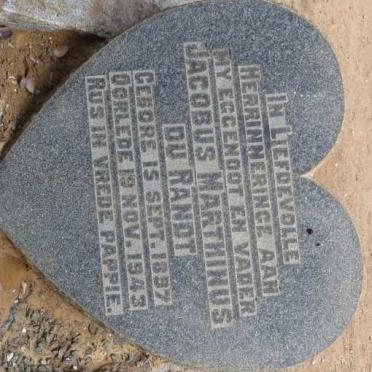 IN LIEFDEVOLLE
HERRINNERINGE AAN
MY EGGENOOT EN VADER
JACOBUS MARTHINUS
DU RANDT
GEBORE 15 SEPT. 1897
OORLEDE 19 NOV. 1943
RUS IN VREDE PAPPIE.